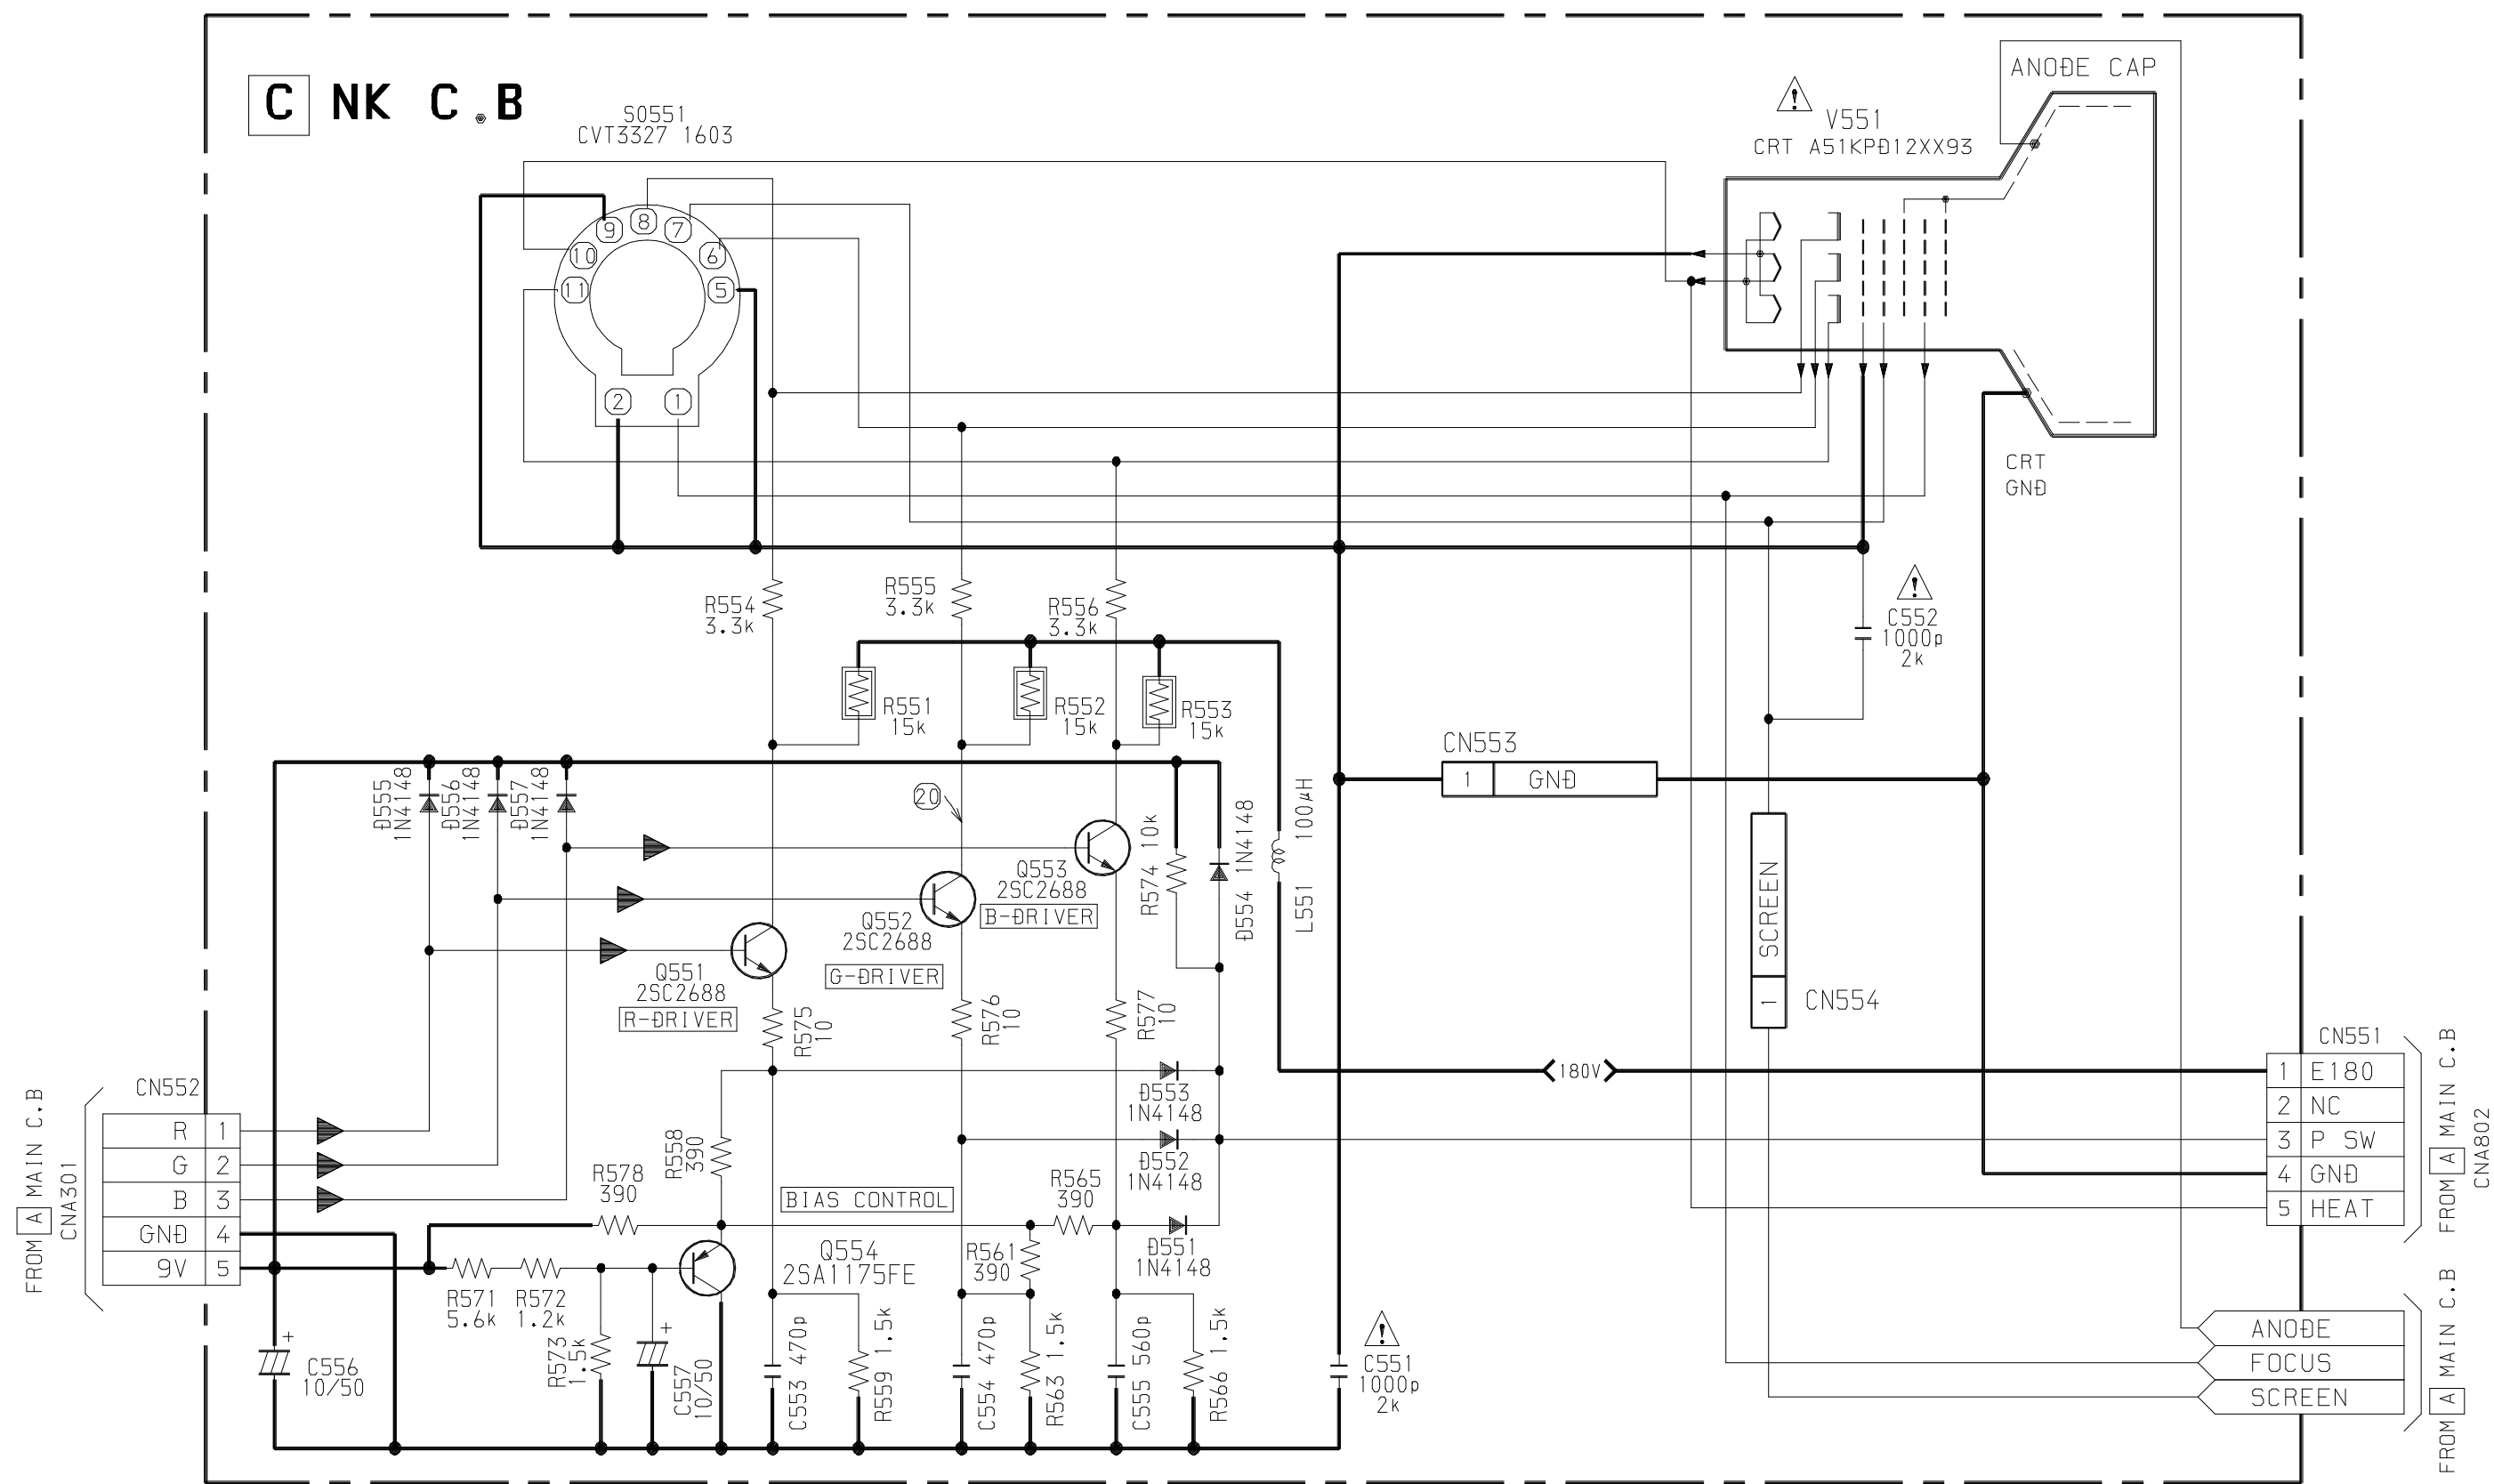 C NK C.B
SO551
CVT3327 1603
9
8
7
10
6
11
5
2
1
V551
CRT A51KPD12XX93
ANODE CAP
CRT
GND
R554
3.3k
R555
3.3k
R556
3.3k
C552
1000p
2k
R551
15k
R552
15k
R553
15k
D555
1N4148
D556
1N4148
D557
1N4148
20
CN553
1 GND
R574 10k
D554 1N4148
L551 100μH
Q553
2SC2688
B-DRIVER
Q552
2SC2688
G-DRIVER
Q551
2SC2688
R-DRIVER
SCREEN
1
CN554
R575
10
R576
10
R577
10
180V
CN551
1 E180
2 NC
3 P SW
4 GND
5 HEAT
FROM A MAIN C.B
CNA802
CN552
R 1
G 2
B 3
GND 4
9V 5
FROM A MAIN C.B
CNA301
D553
1N4148
D552
1N4148
D551
1N4148
R558
390
R578
390
BIAS CONTROL
R565
390
Q554
2SA1175FE
R561
390
R571
5.6k
R572
1.2k
R573
1.5k
+
C556
10/50
+
C557
10/50
C553 470p
R559 1.5k
C554 470p
R563 1.5k
C555 560p
R566 1.5k
C551
1000p
2k
ANODE
FOCUS
SCREEN
FROM A MAIN C.B